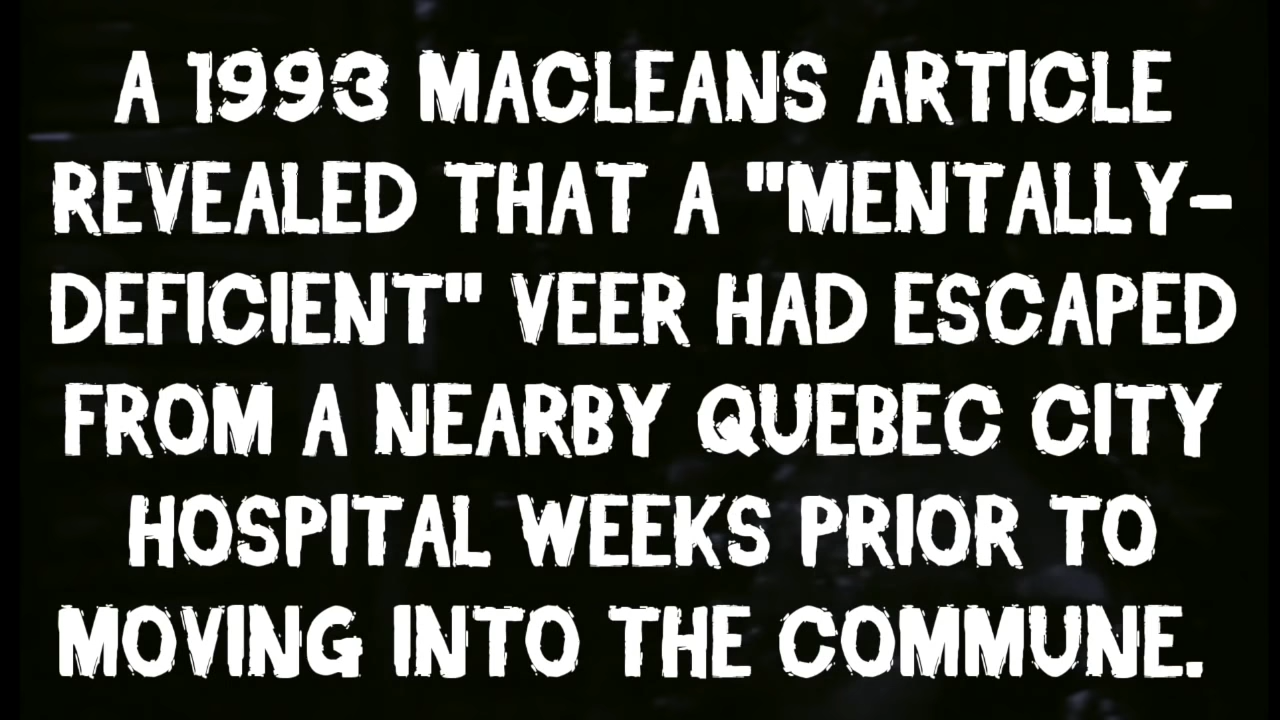 A 1993 MACLEANS ARTICLE
REVEALED THAT A "MENTALLY-
DEFICIENT" VEER HAD ESCAPED
FROM A NEARBY QUEBEC CITY
HOSPITAL WEEKS PRIOR TO
MOVING INTO THE COMMUNE.